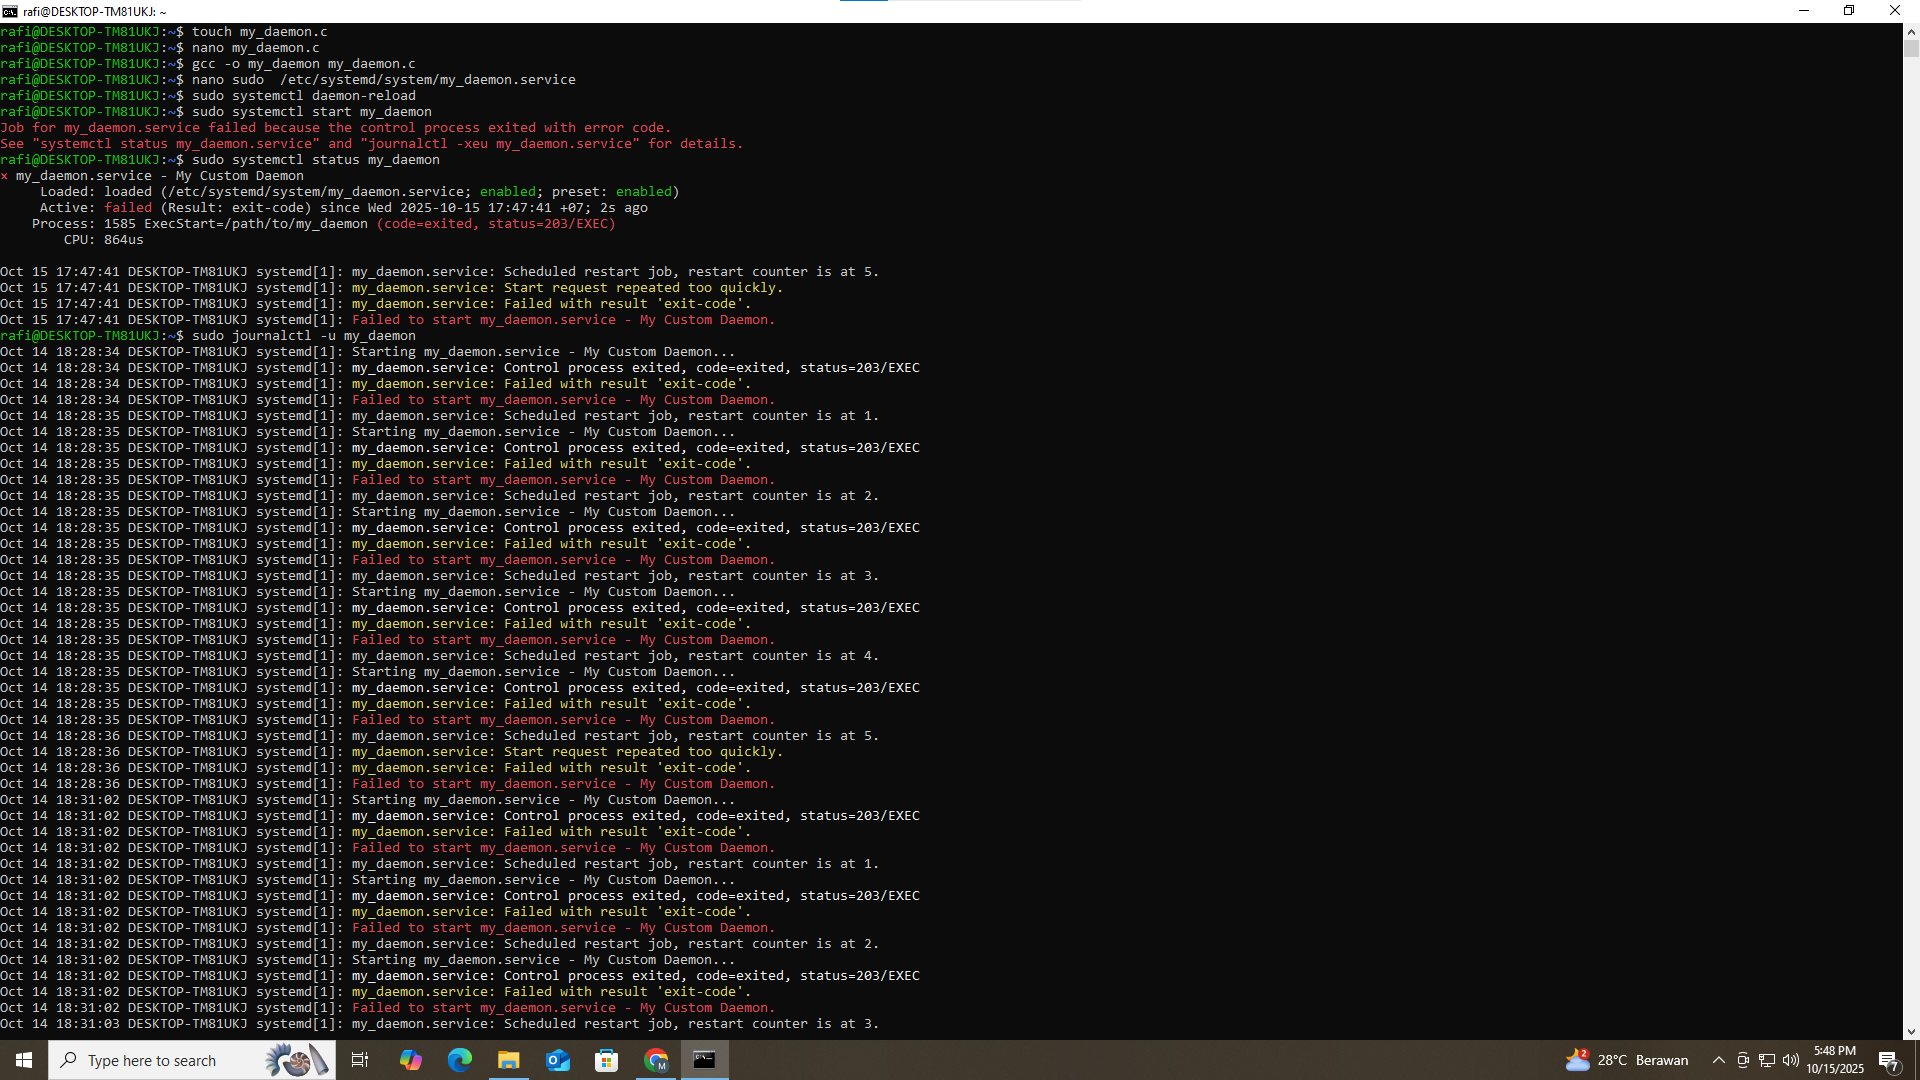 rafi@DESKTOP-TM81UKJ: ~
rafi@DESKTOP-TM81UKJ:~$ touch my_daemon.c
rafi@DESKTOP-TM81UKJ:~$ nano my_daemon.c
rafi@DESKTOP-TM81UKJ:~$ gcc -o my_daemon my_daemon.c
rafi@DESKTOP-TM81UKJ:~$ nano sudo  /etc/systemd/system/my_daemon.service
rafi@DESKTOP-TM81UKJ:~$ sudo systemctl daemon-reload
rafi@DESKTOP-TM81UKJ:~$ sudo systemctl start my_daemon
Job for my_daemon.service failed because the control process exited with error code.
See "systemctl status my_daemon.service" and "journalctl -xeu my_daemon.service" for details.
rafi@DESKTOP-TM81UKJ:~$ sudo systemctl status my_daemon
× my_daemon.service - My Custom Daemon
     Loaded: loaded (/etc/systemd/system/my_daemon.service; enabled; preset: enabled)
     Active: failed (Result: exit-code) since Wed 2025-10-15 17:47:41 +07; 2s ago
    Process: 1585 ExecStart=/path/to/my_daemon (code=exited, status=203/EXEC)
        CPU: 864us
Oct 15 17:47:41 DESKTOP-TM81UKJ systemd[1]: my_daemon.service: Scheduled restart job, restart counter is at 5.
Oct 15 17:47:41 DESKTOP-TM81UKJ systemd[1]: my_daemon.service: Start request repeated too quickly.
Oct 15 17:47:41 DESKTOP-TM81UKJ systemd[1]: my_daemon.service: Failed with result 'exit-code'.
Oct 15 17:47:41 DESKTOP-TM81UKJ systemd[1]: Failed to start my_daemon.service - My Custom Daemon.
rafi@DESKTOP-TM81UKJ:~$ sudo journalctl -u my_daemon
Oct 14 18:28:34 DESKTOP-TM81UKJ systemd[1]: Starting my_daemon.service - My Custom Daemon...
Oct 14 18:28:34 DESKTOP-TM81UKJ systemd[1]: my_daemon.service: Control process exited, code=exited, status=203/EXEC
Oct 14 18:28:34 DESKTOP-TM81UKJ systemd[1]: my_daemon.service: Failed with result 'exit-code'.
Oct 14 18:28:34 DESKTOP-TM81UKJ systemd[1]: Failed to start my_daemon.service - My Custom Daemon.
Oct 14 18:28:35 DESKTOP-TM81UKJ systemd[1]: my_daemon.service: Scheduled restart job, restart counter is at 1.
Oct 14 18:28:35 DESKTOP-TM81UKJ systemd[1]: Starting my_daemon.service - My Custom Daemon...
Oct 14 18:28:35 DESKTOP-TM81UKJ systemd[1]: my_daemon.service: Control process exited, code=exited, status=203/EXEC
Oct 14 18:28:35 DESKTOP-TM81UKJ systemd[1]: my_daemon.service: Failed with result 'exit-code'.
Oct 14 18:28:35 DESKTOP-TM81UKJ systemd[1]: Failed to start my_daemon.service - My Custom Daemon.
Oct 14 18:28:35 DESKTOP-TM81UKJ systemd[1]: my_daemon.service: Scheduled restart job, restart counter is at 2.
Oct 14 18:28:35 DESKTOP-TM81UKJ systemd[1]: Starting my_daemon.service - My Custom Daemon...
Oct 14 18:28:35 DESKTOP-TM81UKJ systemd[1]: my_daemon.service: Control process exited, code=exited, status=203/EXEC
Oct 14 18:28:35 DESKTOP-TM81UKJ systemd[1]: my_daemon.service: Failed with result 'exit-code'.
Oct 14 18:28:35 DESKTOP-TM81UKJ systemd[1]: Failed to start my_daemon.service - My Custom Daemon.
Oct 14 18:28:35 DESKTOP-TM81UKJ systemd[1]: my_daemon.service: Scheduled restart job, restart counter is at 3.
Oct 14 18:28:35 DESKTOP-TM81UKJ systemd[1]: Starting my_daemon.service - My Custom Daemon...
Oct 14 18:28:35 DESKTOP-TM81UKJ systemd[1]: my_daemon.service: Control process exited, code=exited, status=203/EXEC
Oct 14 18:28:35 DESKTOP-TM81UKJ systemd[1]: my_daemon.service: Failed with result 'exit-code'.
Oct 14 18:28:35 DESKTOP-TM81UKJ systemd[1]: Failed to start my_daemon.service - My Custom Daemon.
Oct 14 18:28:35 DESKTOP-TM81UKJ systemd[1]: my_daemon.service: Scheduled restart job, restart counter is at 4.
Oct 14 18:28:35 DESKTOP-TM81UKJ systemd[1]: Starting my_daemon.service - My Custom Daemon...
Oct 14 18:28:35 DESKTOP-TM81UKJ systemd[1]: my_daemon.service: Control process exited, code=exited, status=203/EXEC
Oct 14 18:28:35 DESKTOP-TM81UKJ systemd[1]: my_daemon.service: Failed with result 'exit-code'.
Oct 14 18:28:35 DESKTOP-TM81UKJ systemd[1]: Failed to start my_daemon.service - My Custom Daemon.
Oct 14 18:28:36 DESKTOP-TM81UKJ systemd[1]: my_daemon.service: Scheduled restart job, restart counter is at 5.
Oct 14 18:28:36 DESKTOP-TM81UKJ systemd[1]: my_daemon.service: Start request repeated too quickly.
Oct 14 18:28:36 DESKTOP-TM81UKJ systemd[1]: my_daemon.service: Failed with result 'exit-code'.
Oct 14 18:28:36 DESKTOP-TM81UKJ systemd[1]: Failed to start my_daemon.service - My Custom Daemon.
Oct 14 18:31:02 DESKTOP-TM81UKJ systemd[1]: Starting my_daemon.service - My Custom Daemon...
Oct 14 18:31:02 DESKTOP-TM81UKJ systemd[1]: my_daemon.service: Control process exited, code=exited, status=203/EXEC
Oct 14 18:31:02 DESKTOP-TM81UKJ systemd[1]: my_daemon.service: Failed with result 'exit-code'.
Oct 14 18:31:02 DESKTOP-TM81UKJ systemd[1]: Failed to start my_daemon.service - My Custom Daemon.
Oct 14 18:31:02 DESKTOP-TM81UKJ systemd[1]: my_daemon.service: Scheduled restart job, restart counter is at 1.
Oct 14 18:31:02 DESKTOP-TM81UKJ systemd[1]: Starting my_daemon.service - My Custom Daemon...
Oct 14 18:31:02 DESKTOP-TM81UKJ systemd[1]: my_daemon.service: Control process exited, code=exited, status=203/EXEC
Oct 14 18:31:02 DESKTOP-TM81UKJ systemd[1]: my_daemon.service: Failed with result 'exit-code'.
Oct 14 18:31:02 DESKTOP-TM81UKJ systemd[1]: Failed to start my_daemon.service - My Custom Daemon.
Oct 14 18:31:02 DESKTOP-TM81UKJ systemd[1]: my_daemon.service: Scheduled restart job, restart counter is at 2.
Oct 14 18:31:02 DESKTOP-TM81UKJ systemd[1]: Starting my_daemon.service - My Custom Daemon...
Oct 14 18:31:02 DESKTOP-TM81UKJ systemd[1]: my_daemon.service: Control process exited, code=exited, status=203/EXEC
Oct 14 18:31:02 DESKTOP-TM81UKJ systemd[1]: my_daemon.service: Failed with result 'exit-code'.
Oct 14 18:31:02 DESKTOP-TM81UKJ systemd[1]: Failed to start my_daemon.service - My Custom Daemon.
Oct 14 18:31:03 DESKTOP-TM81UKJ systemd[1]: my_daemon.service: Scheduled restart job, restart counter is at 3.
Type here to search
M
2
28°C Berawan
5:48 PM
10/15/2025
7